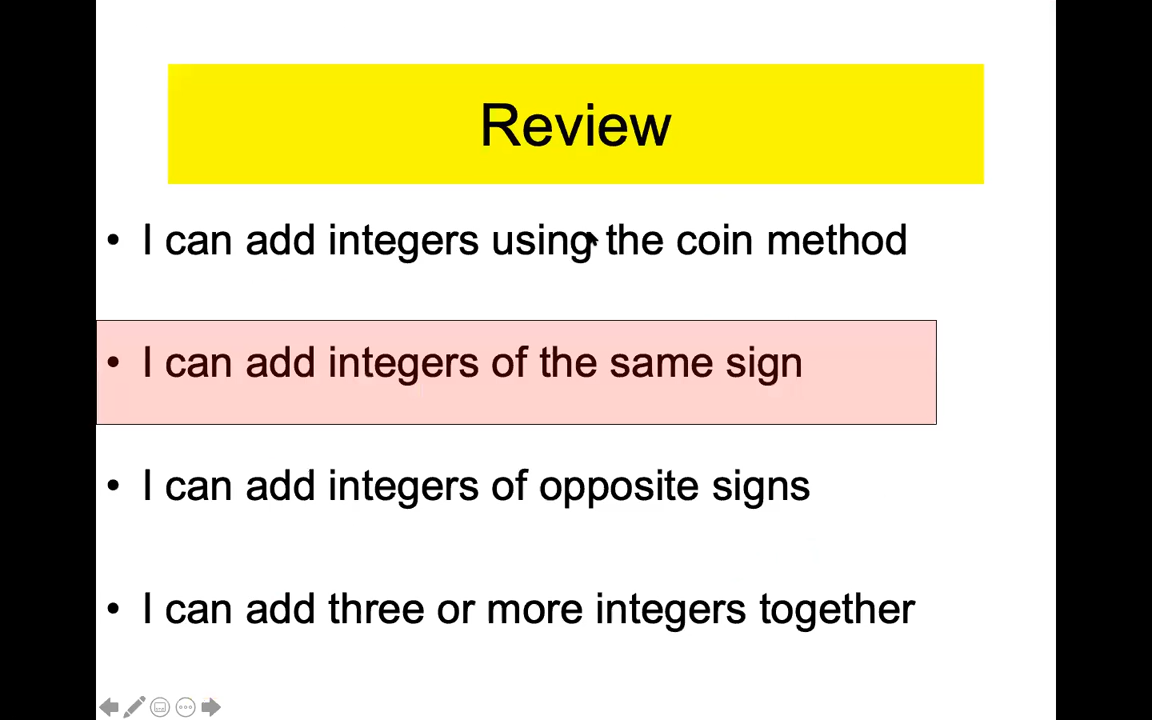 Review
• I can add integers using the coin method
• I can add integers of the same sign
• I can add integers of opposite signs
• I can add three or more integers together